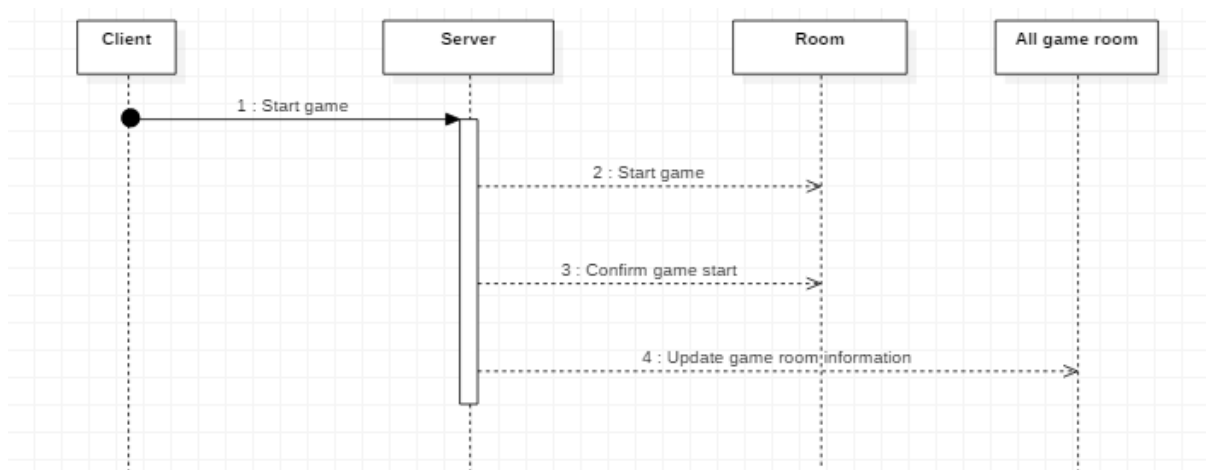 Client
Server
Room
All game room
1 : Start game
2 : Start game
3 : Confirm game start
4 : Update game room information